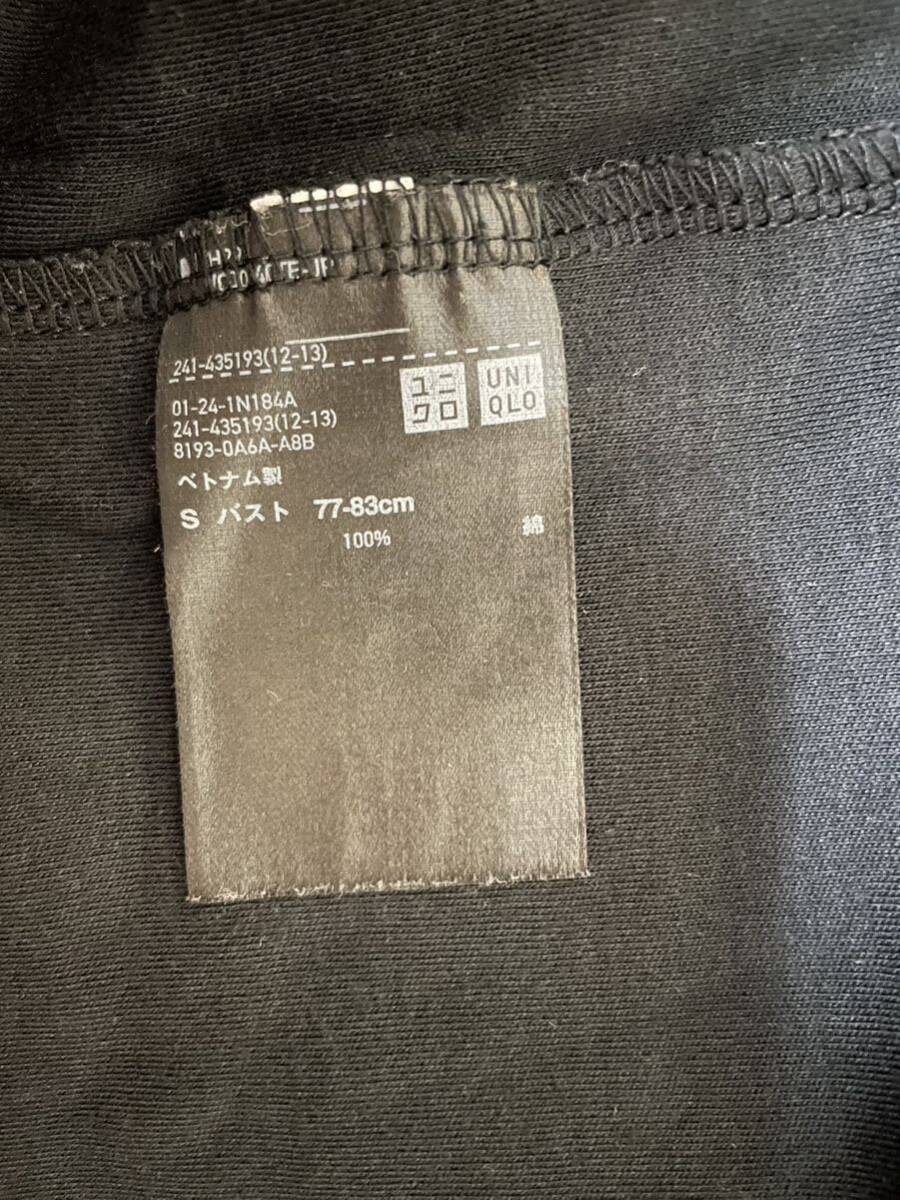 241-435193(12-13)
ユニ
クロ
UNI
QLO
01-24-1N184A
241-435193(12-13)
8193-0A6A-A8B
ベトナム製
S バスト 77-83cm
100% 綿